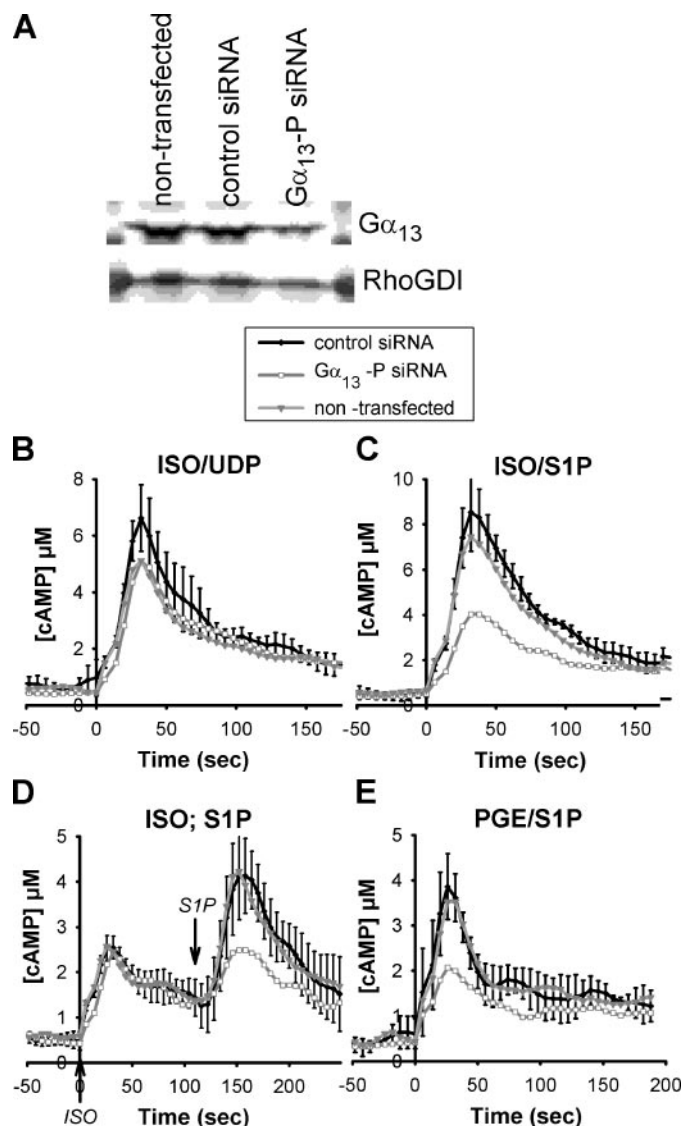 A
non-transfected
control siRNA
Gα13-P siRNA
Gα13
RhoGDI
control siRNA
Gα13 -P siRNA
non -transfected
B
ISO/UDP
[cAMP] µM
8
6
4
2
0
-50 0 50 100 150
Time (sec)
C
ISO/S1P
[cAMP] µM
10
8
6
4
2
0
-50 0 50 100 150
Time (sec)
D
ISO; S1P
[cAMP] µM
5
4
3
2
1
0
S1P
-50 0 50 100 150 200
ISO
Time (sec)
E
PGE/S1P
[cAMP] µM
5
4
3
2
1
0
-50 0 50 100 150 200
Time (sec)